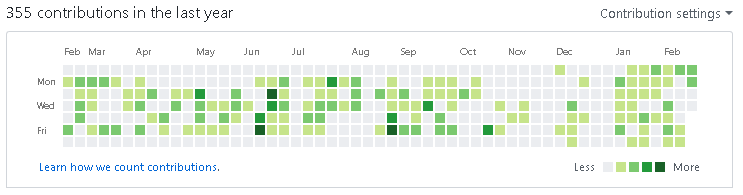 355 contributions in the last year Contribution settings
Feb Mar Apr May Jun Jul Aug Sep Oct Nov Dec Jan Feb
Mon
Wed
Fri
Learn how we count contributions. Less More